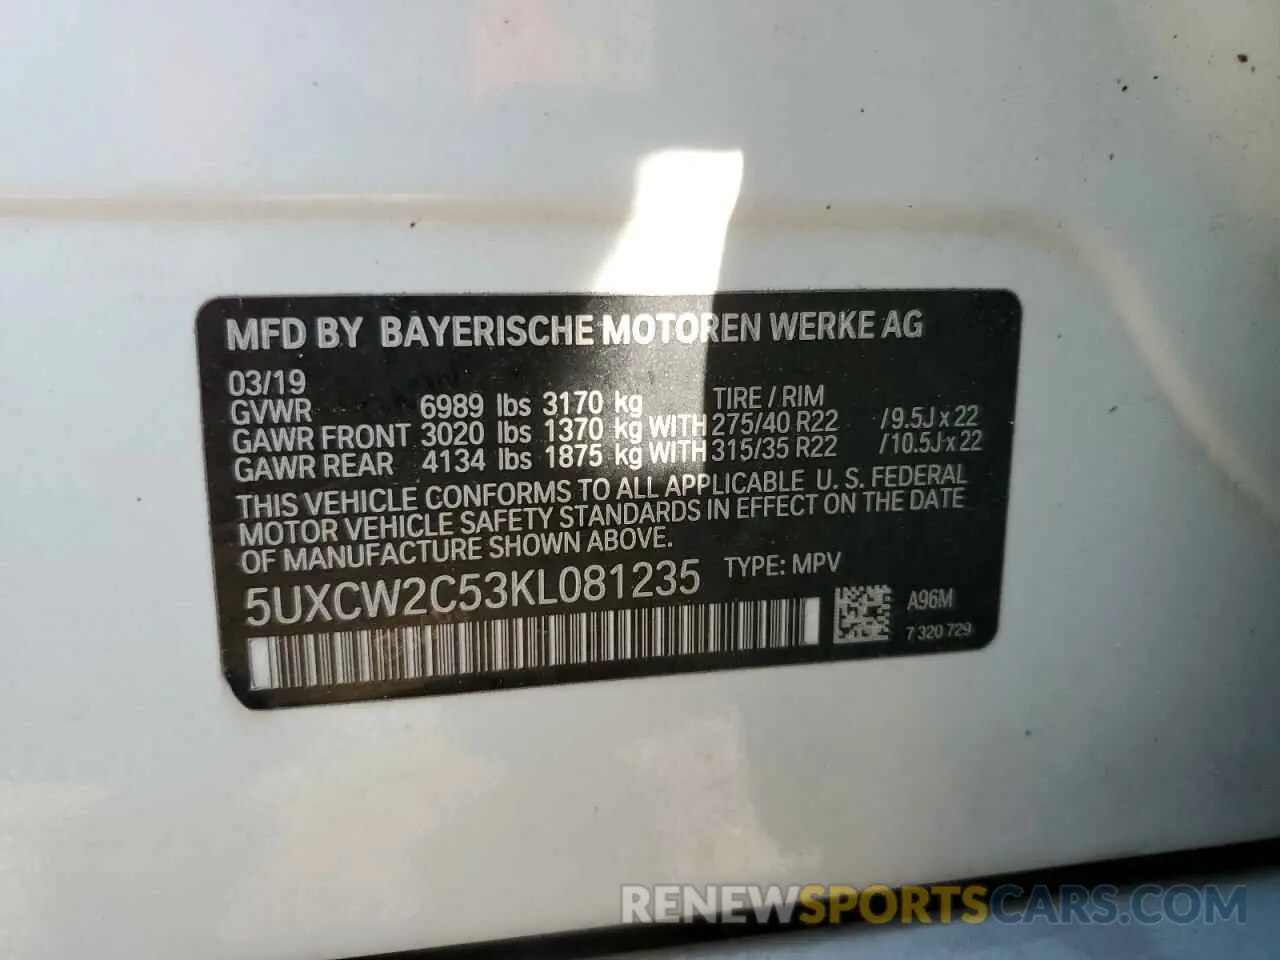 MFD BY BAYERISCHE MOTOREN WERKE AG
03/19
GVWR 6989 lbs 3170 kg TIRE / RIM
GAWR FRONT 3020 lbs 1370 kg WITH 275/40 R22 / 9.5J x 22
GAWR REAR 4134 lbs 1875 kg WITH 315/35 R22 / 10.5J x 22
THIS VEHICLE CONFORMS TO ALL APPLICABLE U. S. FEDERAL
MOTOR VEHICLE SAFETY STANDARDS IN EFFECT ON THE DATE
OF MANUFACTURE SHOWN ABOVE.
5UXCW2C53KL081235 TYPE: MPV
A96M
7 320 729
RENEWSPORTSCARS.COM